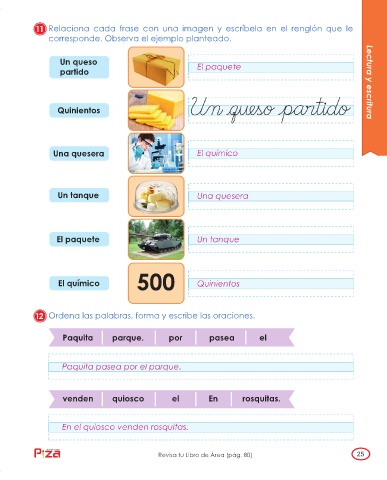 11 Relaciona cada frase con una imagen y escríbela en el renglón que le
corresponde. Observa el ejemplo planteado.
Lectura y escritura
Un queso
partido
El paquete
Quinientos
Un queso partido
Una quesera
El químico
Un tanque
Una quesera
El paquete
Un tanque
El químico
500
Quinientos
12 Ordena las palabras, forma y escribe las oraciones.
Paquita parque. por pasea el
Paquita pasea por el parque.
venden quiosco el En rosquitas.
En el quiosco venden rosquitas.
Piza
Revisa tu Libro de Área (pág. 80)
25